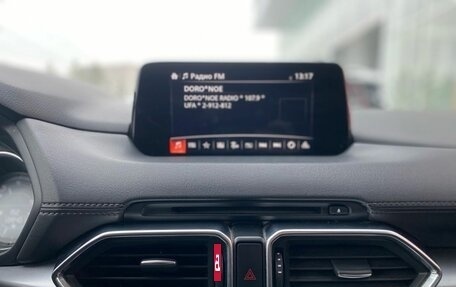 Радио FM 13:17
DORO*NOE
DORO*NOE RADIO * 107.9 *
UFA * 2-912-812